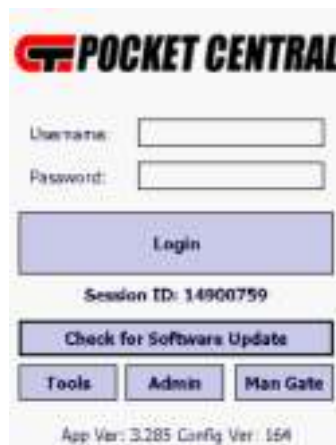 POCKET CENTRAL
Username:
Password:
Login
Session ID: 14900759
Check for Software Update
Tools Admin Man Gate
App Ver: 3.285 Config Ver: 164